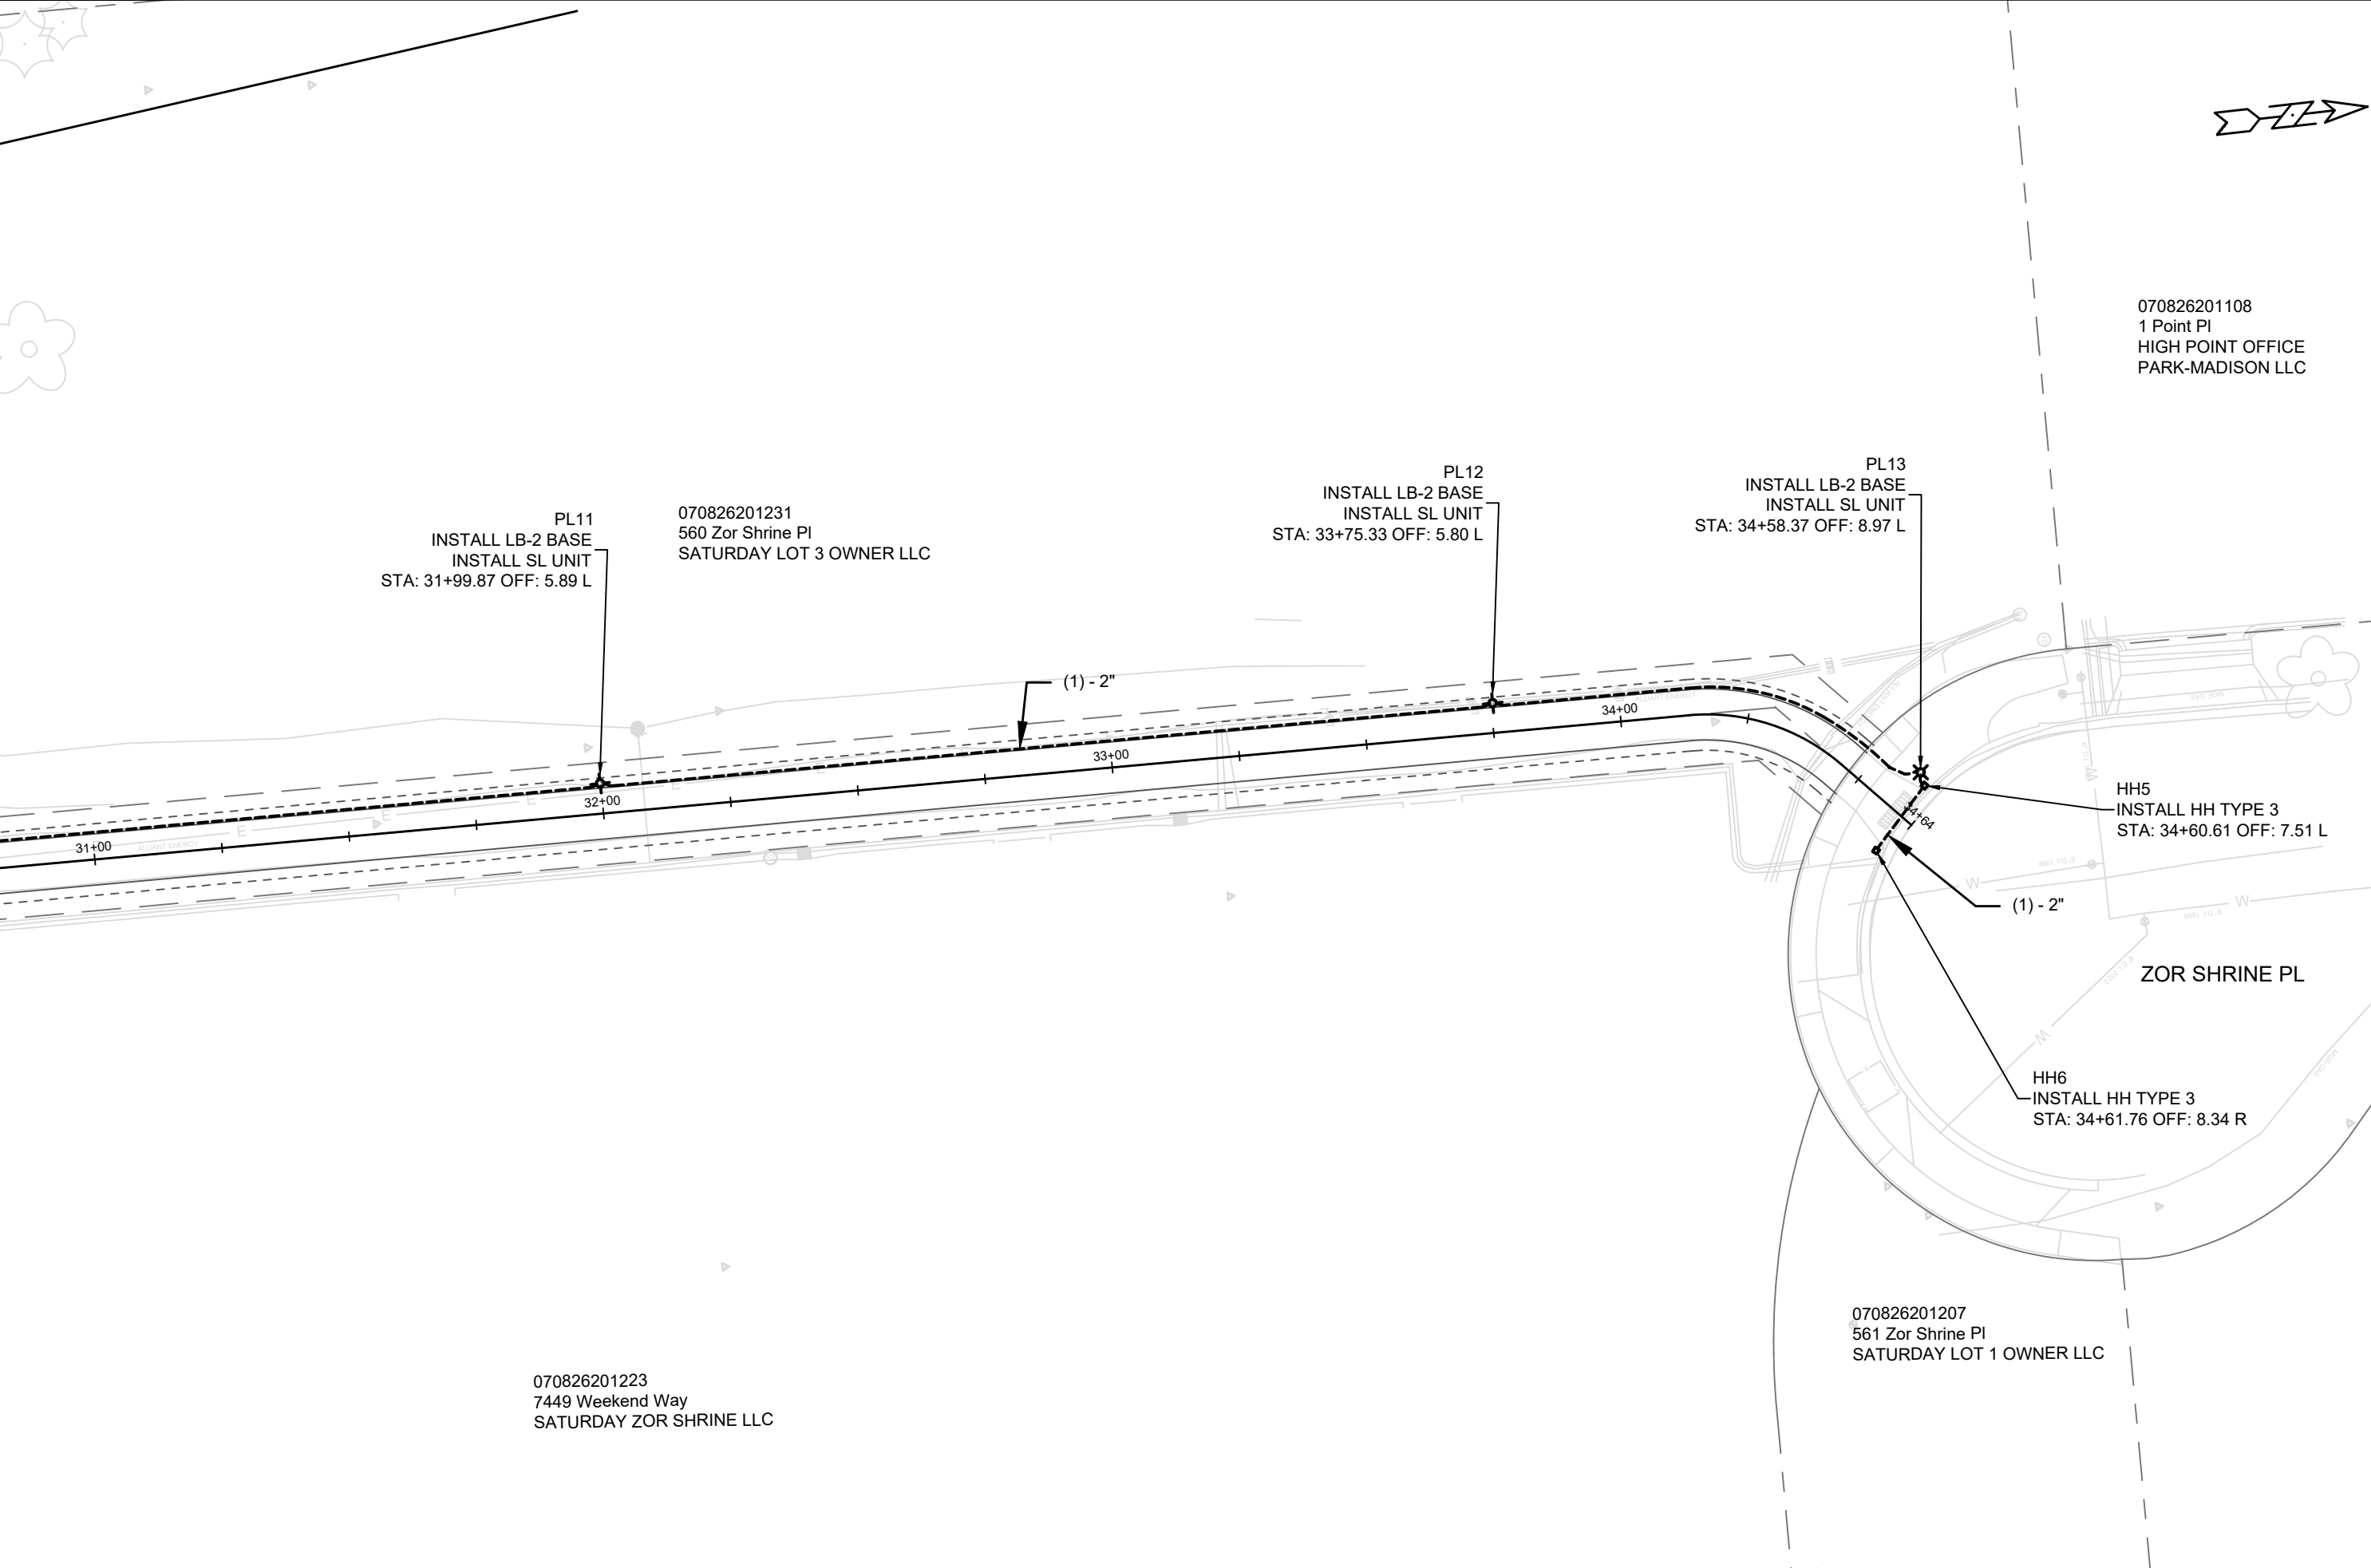 070826201108
1 Point Pl
HIGH POINT OFFICE
PARK-MADISON LLC
PL13
INSTALL LB-2 BASE
INSTALL SL UNIT
STA: 34+58.37 OFF: 8.97 L
PL12
INSTALL LB-2 BASE
INSTALL SL UNIT
STA: 33+75.33 OFF: 5.80 L
PL11
INSTALL LB-2 BASE
INSTALL SL UNIT
STA: 31+99.87 OFF: 5.89 L
070826201231
560 Zor Shrine Pl
SATURDAY LOT 3 OWNER LLC
(1) - 2"
34+00
33+00
32+00
31+00
E
E
E
E
E
ALLIANT ENERGY
MGE GAS
W
HH5
INSTALL HH TYPE 3
STA: 34+60.61 OFF: 7.51 L
W
W
(1) - 2"
ZOR SHRINE PL
W
MGE GAS
HH6
INSTALL HH TYPE 3
STA: 34+61.76 OFF: 8.34 R
070826201207
561 Zor Shrine Pl
SATURDAY LOT 1 OWNER LLC
070826201223
7449 Weekend Way
SATURDAY ZOR SHRINE LLC